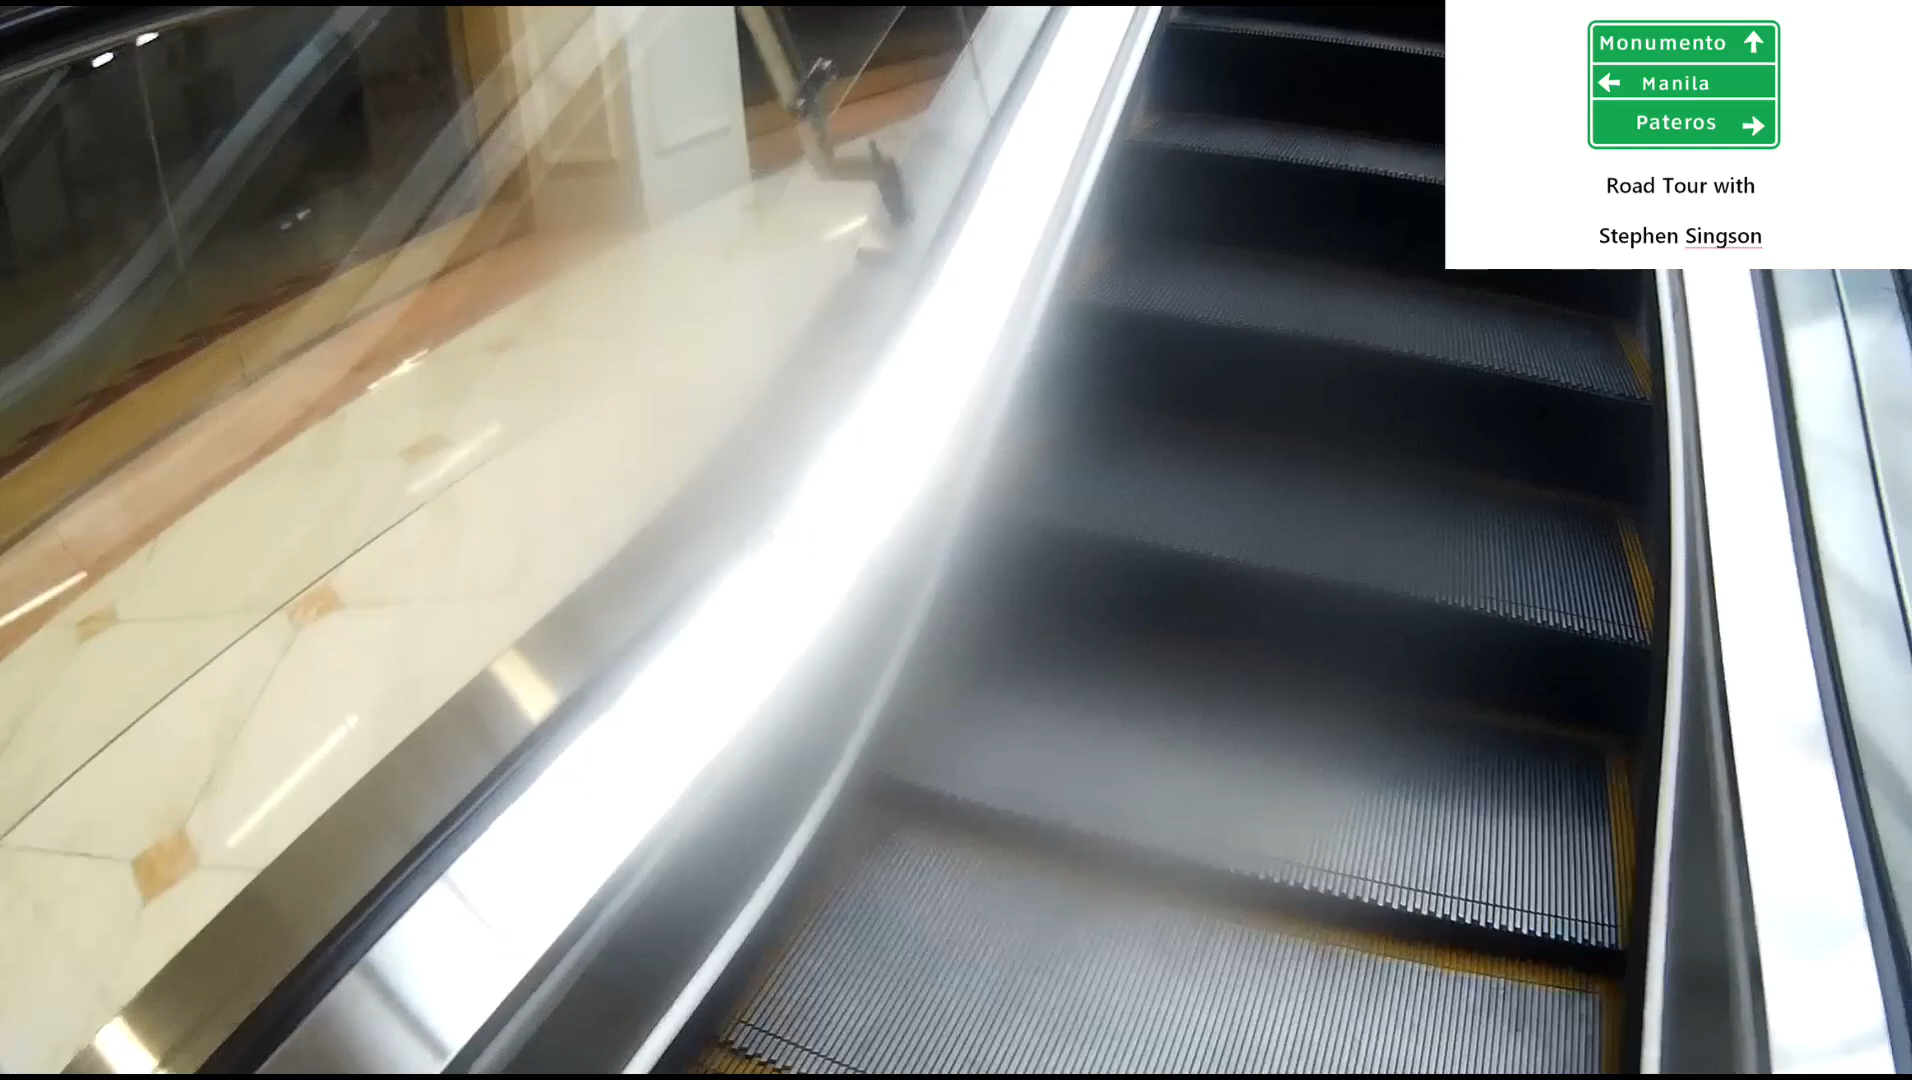 Monumento
Manila
Pateros
Road Tour with
Stephen Singson